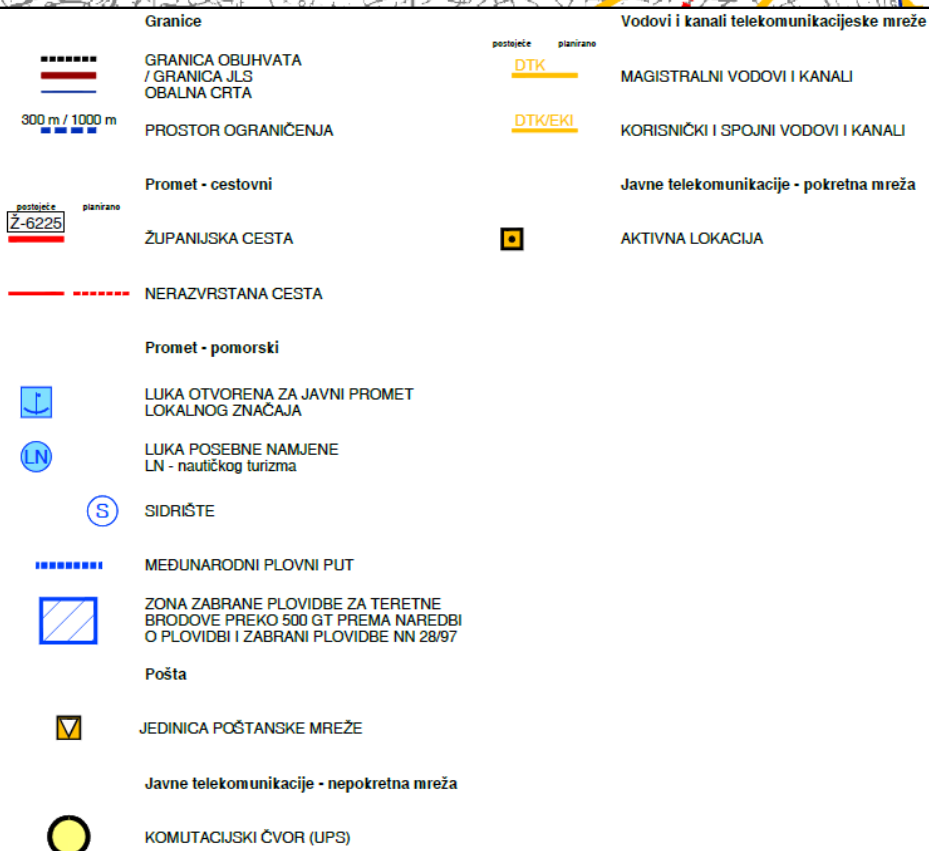 Granice
GRANICA OBUHVATA
/ GRANICA JLS
OBALNA CRTA
300 m / 1000 m
PROSTOR OGRANIČENJA
Promet - cestovni
postojeće planirano
Ž-6225
ŽUPANIJSKA CESTA
NERAZVRSTANA CESTA
Promet - pomorski
LUKA OTVORENA ZA JAVNI PROMET
LOKALNOG ZNAČAJA
LN
LUKA POSEBNE NAMJENE
LN - nautičkog turizma
S
SIDRIŠTE
MEĐUNARODNI PLOVNI PUT
ZONA ZABRANE PLOVIDBE ZA TERETNE
BRODOVE PREKO 500 GT PREMA NAREDBI
O PLOVIDBI I ZABRANI PLOVIDBE NN 28/97
Pošta
JEDINICA POŠTANSKE MREŽE
Javne telekomunikacije - nepokretna mreža
KOMUTACIJSKI ČVOR (UPS)
Vodovi i kanali telekomunikacijeske mreže
postojeće planirano
DTK
MAGISTRALNI VODOVI I KANALI
DTK/EKI
KORISNIČKI I SPOJNI VODOVI I KANALI
Javne telekomunikacije - pokretna mreža
AKTIVNA LOKACIJA